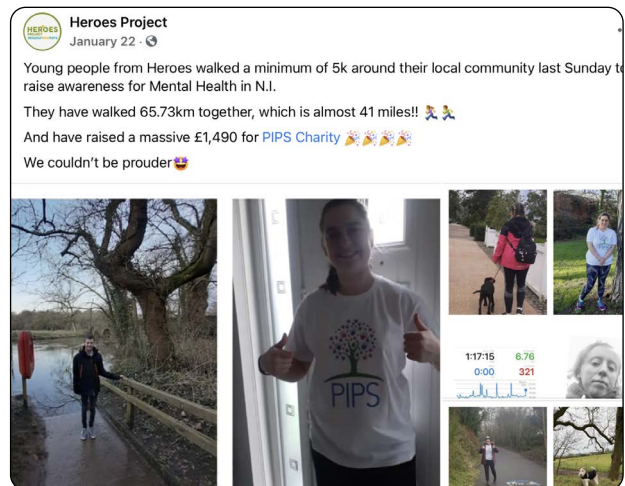 HEROES
PROJECT
Heroes Project
January 22 ·
Young people from Heroes walked a minimum of 5k around their local community last Sunday to
raise awareness for Mental Health in N.I.
They have walked 65.73km together, which is almost 41 miles!! 🏃‍♀️🏃‍♂️
And have raised a massive £1,490 for PIPS Charity 🎉🎉🎉🎉
We couldn't be prouder🤩
PIPS
1:17:15 6.76
0:00 321